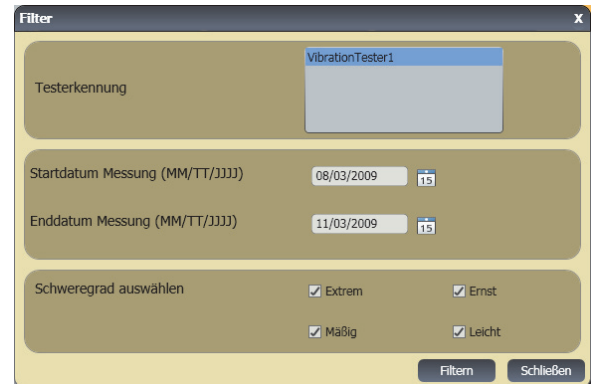 Filter X
VibrationTester1
Testerkennung
Startdatum Messung (MM/TT/JJJJ) 08/03/2009 15
Enddatum Messung (MM/TT/JJJJ) 11/03/2009 15
Schweregrad auswählen Extrem Ernst
Mäßig Leicht
Filtern Schließen